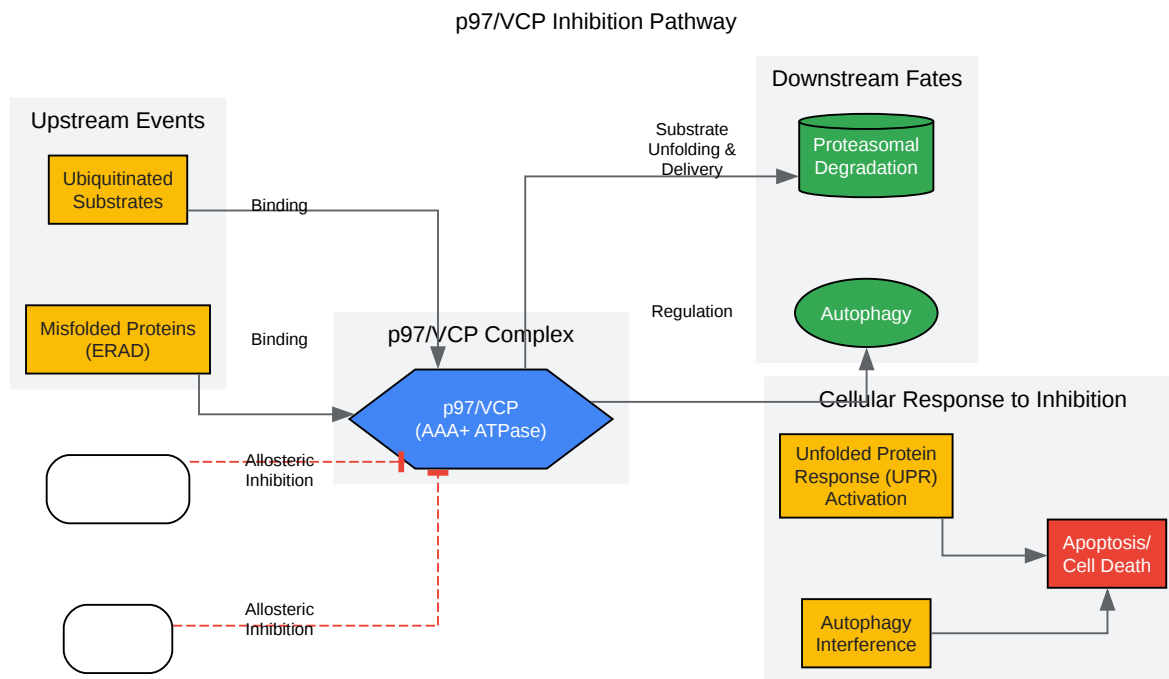 p97/VCP Inhibition Pathway
Upstream Events
Ubiquitinated
Substrates
Misfolded Proteins
(ERAD)
Binding
Binding
Allosteric
Inhibition
Allosteric
Inhibition
p97/VCP Complex
p97/VCP
(AAA+ ATPase)
Substrate
Unfolding &
Delivery
Regulation
Downstream Fates
Proteasomal
Degradation
Autophagy
Cellular Response to Inhibition
Unfolded Protein
Response (UPR)
Activation
Apoptosis/
Cell Death
Autophagy
Interference